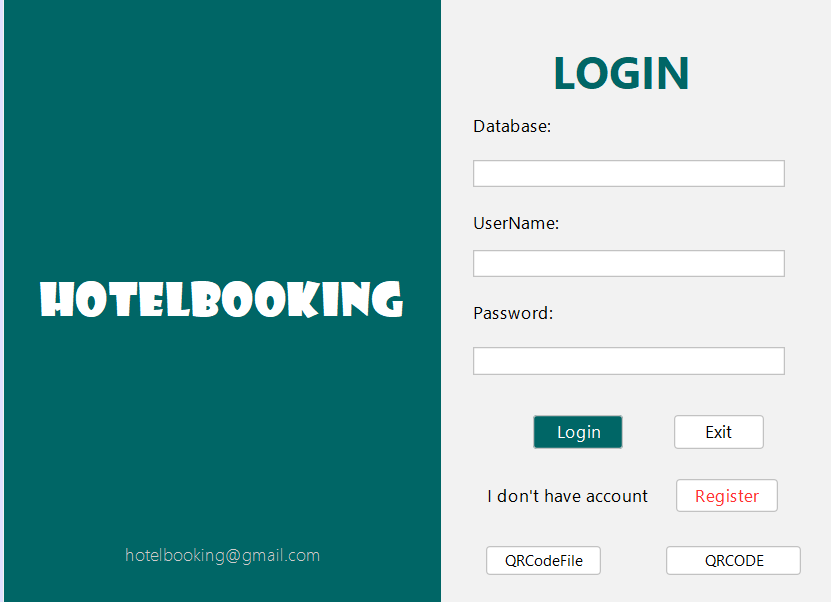 HOTELBOOKING
hotelbooking@gmail.com
LOGIN
Database:
UserName:
Password:
Login Exit
I don't have account Register
QRCodeFile QRCODE